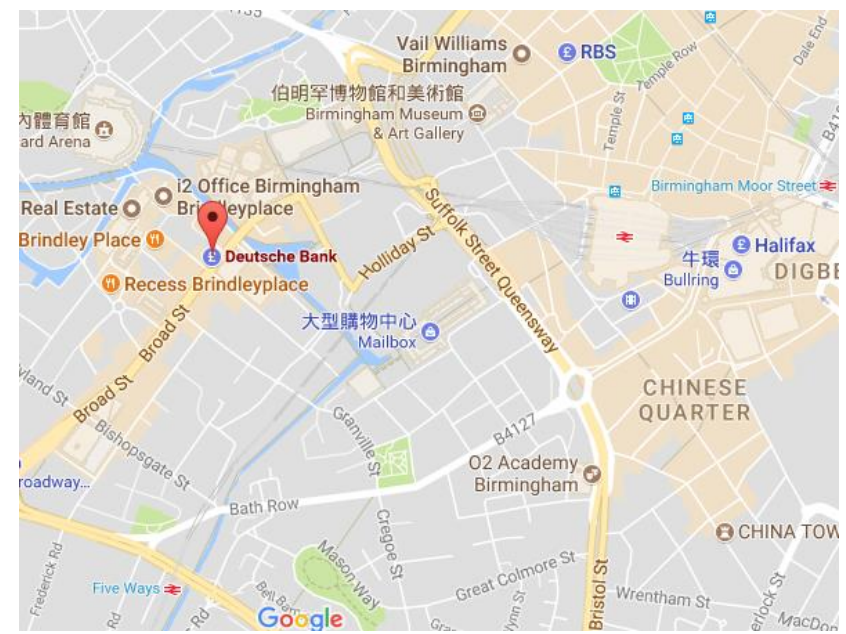 Vail Williams
Birmingham
RBS
Temple Row
Dale End
伯明罕博物館和美術館
Birmingham Museum
& Art Gallery
Temple St
內體育館
ard Arena
i2 Office Birmingham
Brindleyplace
Real Estate
Birmingham Moor Street
Suffolk Street Queensway
Brindley Place
Deutsche Bank
Holliday St
牛環
Bullring
Halifax
DIGBE
Recess Brindleyplace
大型購物中心
Mailbox
Broad St
Broad St
CHINESE
QUARTER
Bishopsgate St
Granville St
B4127
O2 Academy
Birmingham
roadway...
Bath Row
Cregoe St
CHINA TOW
Frederick Rd
Five Ways
Mason Way
Great Colmore St
Bristol St
Wrentham St
Google
MacDon
Rd
Rd